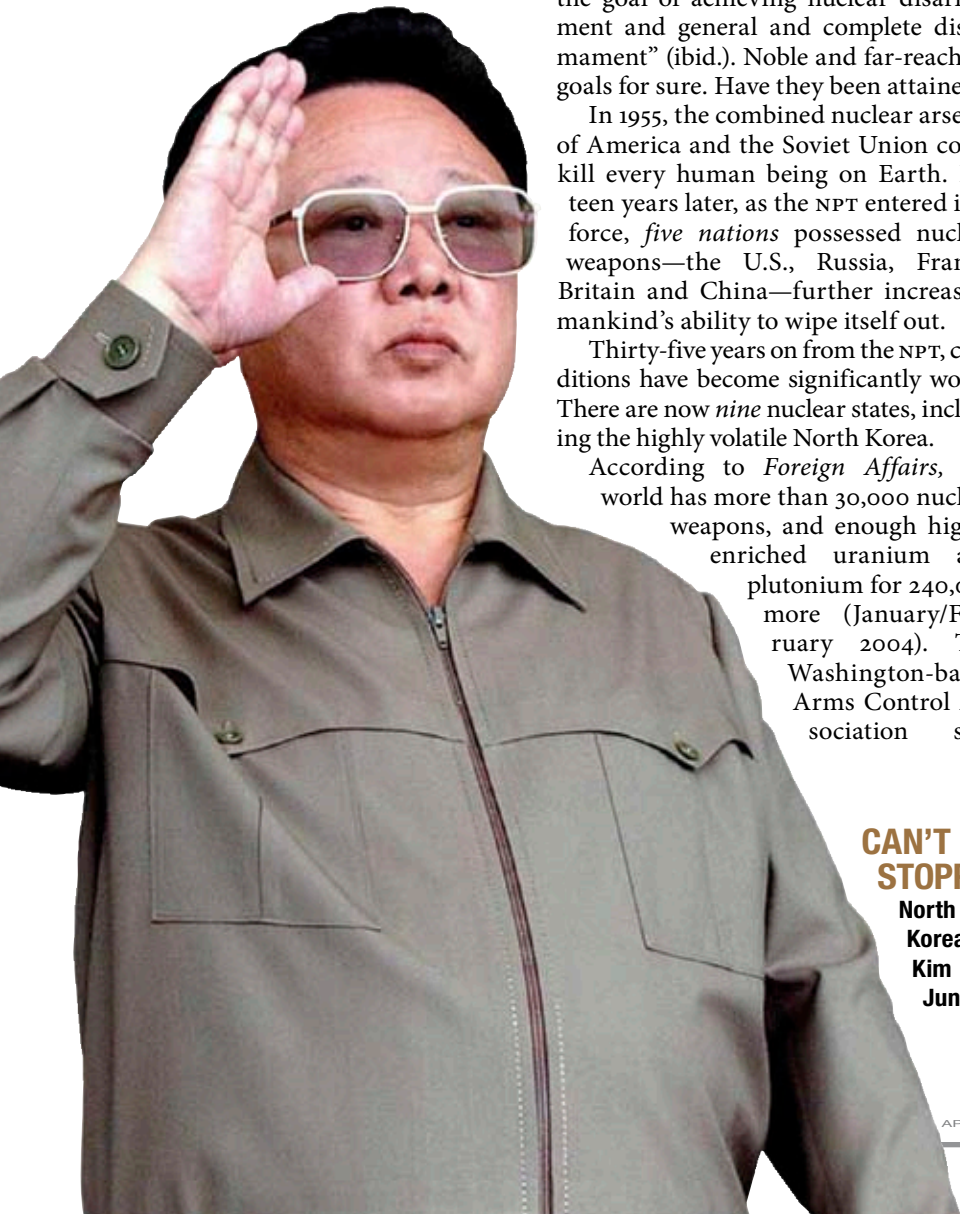 the goal of achieving nuclear disar
ment and general and complete dis
mament” (ibid.). Noble and far-reach
goals for sure. Have they been attaine
In 1955, the combined nuclear arse
of America and the Soviet Union co
kill every human being on Earth.
teen years later, as the NPT entered i
force, five nations possessed nucl
weapons—the U.S., Russia, Fran
Britain and China—further increas
mankind’s ability to wipe itself out.
Thirty-five years on from the NPT, c
ditions have become significantly wo
There are now nine nuclear states, incl
ing the highly volatile North Korea.
According to Foreign Affairs,
world has more than 30,000 nucl
weapons, and enough hig
enriched uranium a
plutonium for 240,0
more (January/F
ruary 2004). T
Washington-ba
Arms Control
sociation s
CAN’T
STOP
North
Korea
Kim
Jun
AF